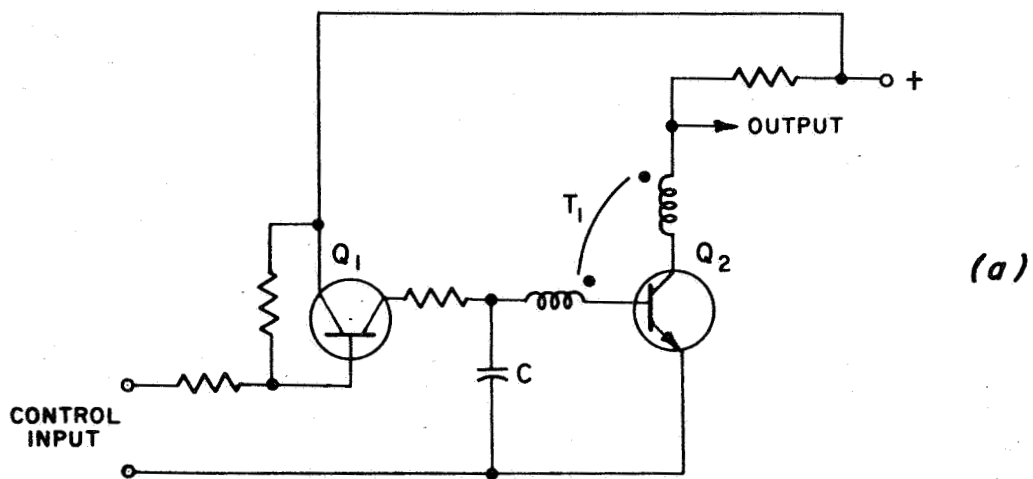 +
OUTPUT
T1
Q1
Q2
(a)
C
CONTROL
INPUT